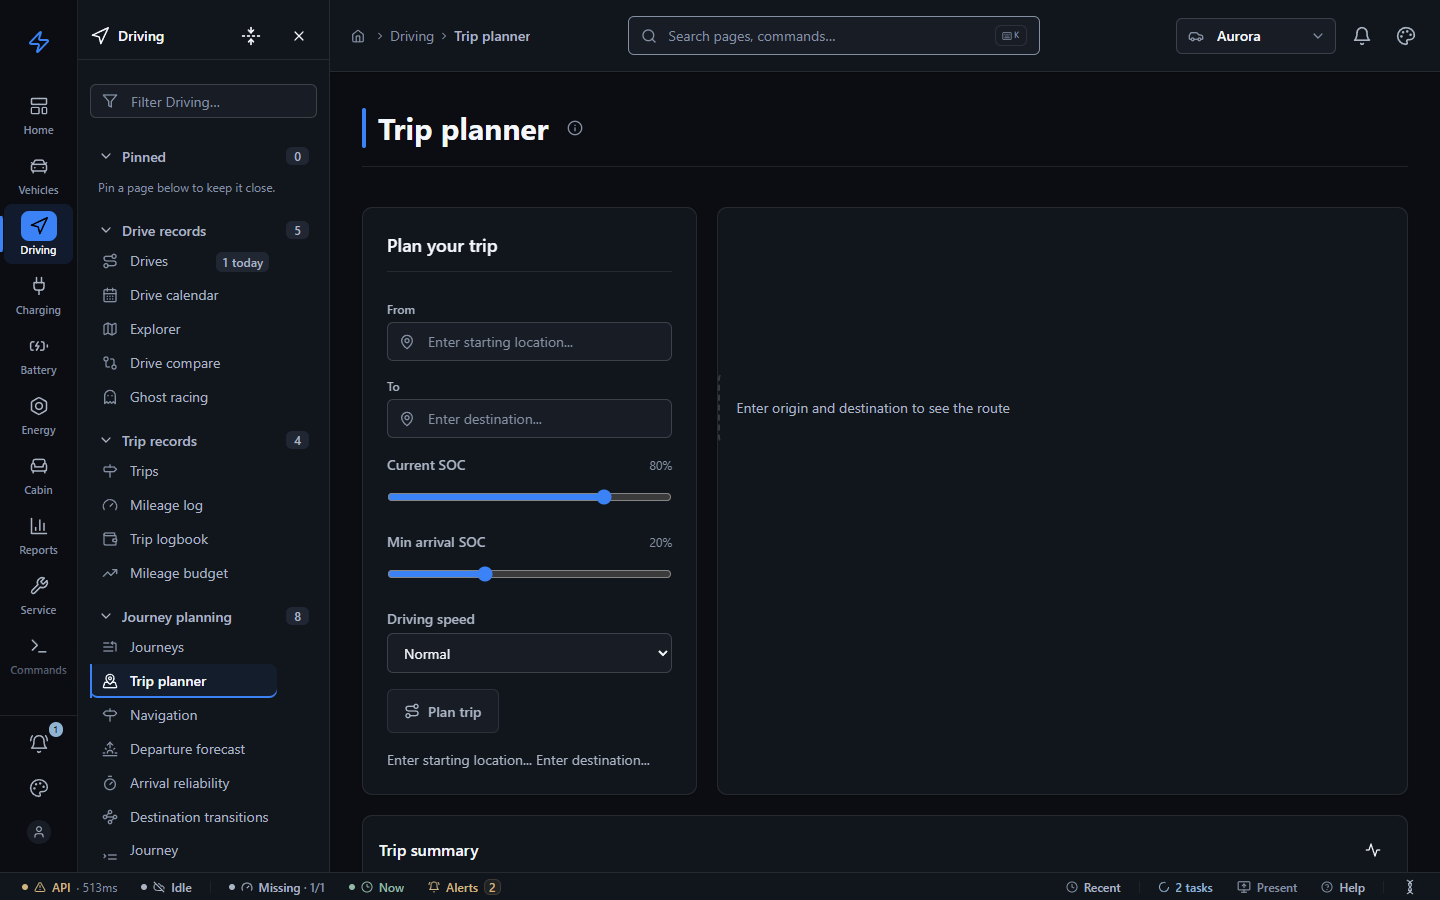 Home
Vehicles
Driving
Charging
Battery
Energy
Cabin
Reports
Service
Commands
1
Driving
Filter Driving...
Pinned 0
Pin a page below to keep it close.
Drive records 5
Drives 1 today
Drive calendar
Explorer
Drive compare
Ghost racing
Trip records 4
Trips
Mileage log
Trip logbook
Mileage budget
Journey planning 8
Journeys
Trip planner
Navigation
Departure forecast
Arrival reliability
Destination transitions
Journey
Driving Trip planner
Search pages, commands... K
Aurora
Trip planner
Plan your trip
From
Enter starting location...
To
Enter destination...
Current SOC 80%
Min arrival SOC 20%
Driving speed
Normal
Plan trip
Enter starting location... Enter destination...
Enter origin and destination to see the route
Trip summary
API · 513ms Idle Missing · 1/1 Now Alerts 2 Recent 2 tasks Present Help